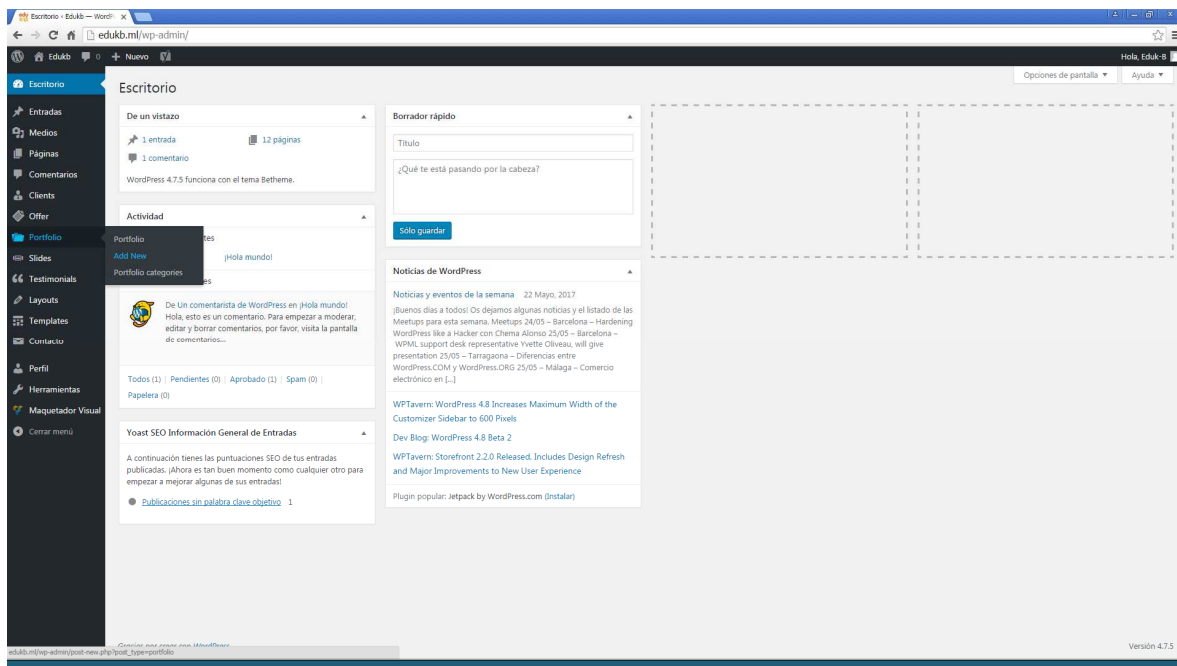 Escritorio ‹ Edukb — WordP
edukb.ml/wp-admin/
Edukb 0 + Nuevo
Hola, Eduk-B
Opciones de pantalla ▼ Ayuda ▼
Escritorio
Entradas
Medios
Páginas
Comentarios
Clients
Offer
Portfolio
Slides
Testimonials
Layouts
Templates
Contacto
Perfil
Herramientas
Maquetador Visual
Cerrar menú
Portfolio
Add New
Portfolio categories
Escritorio
De un vistazo
1 entrada 12 páginas
1 comentario
WordPress 4.7.5 funciona con el tema Betheme.
Actividad
tes
¡Hola mundo!
es
De Un comentarista de WordPress en ¡Hola mundo!
Hola, esto es un comentario. Para empezar a moderar,
editar y borrar comentarios, por favor, visita la pantalla
de comentarios...
Todos (1) | Pendientes (0) | Aprobado (1) | Spam (0) |
Papelera (0)
Yoast SEO Información General de Entradas
A continuación tienes las puntuaciones SEO de tus entradas
publicadas. ¡Ahora es tan buen momento como cualquier otro para
empezar a mejorar algunas de sus entradas!
Publicaciones sin palabra clave objetivo 1
Borrador rápido
Título
¿Qué te está pasando por la cabeza?
Sólo guardar
Noticias de WordPress
Noticias y eventos de la semana 22 Mayo, 2017
¡Buenos días a todos! Os dejamos algunas noticias y el listado de las
Meetups para esta semana. Meetups 24/05 – Barcelona – Hardening
WordPress like a Hacker con Chema Alonso 25/05 – Barcelona –
WPML support desk representative Yvette Oliveau, will give
presentation 25/05 – Tarragaona – Diferencias entre
WordPress.COM y WordPress.ORG 25/05 – Málaga – Comercio
electrónico en [...]
WPTavern: WordPress 4.8 Increases Maximum Width of the
Customizer Sidebar to 600 Pixels
Dev Blog: WordPress 4.8 Beta 2
WPTavern: Storefront 2.2.0 Released. Includes Design Refresh
and Major Improvements to New User Experience
Plugin popular: Jetpack by WordPress.com (Instalar)
Gracias por crear con WordPress
Versión 4.7.5
edukb.ml/wp-admin/post-new.php?post_type=portfolio